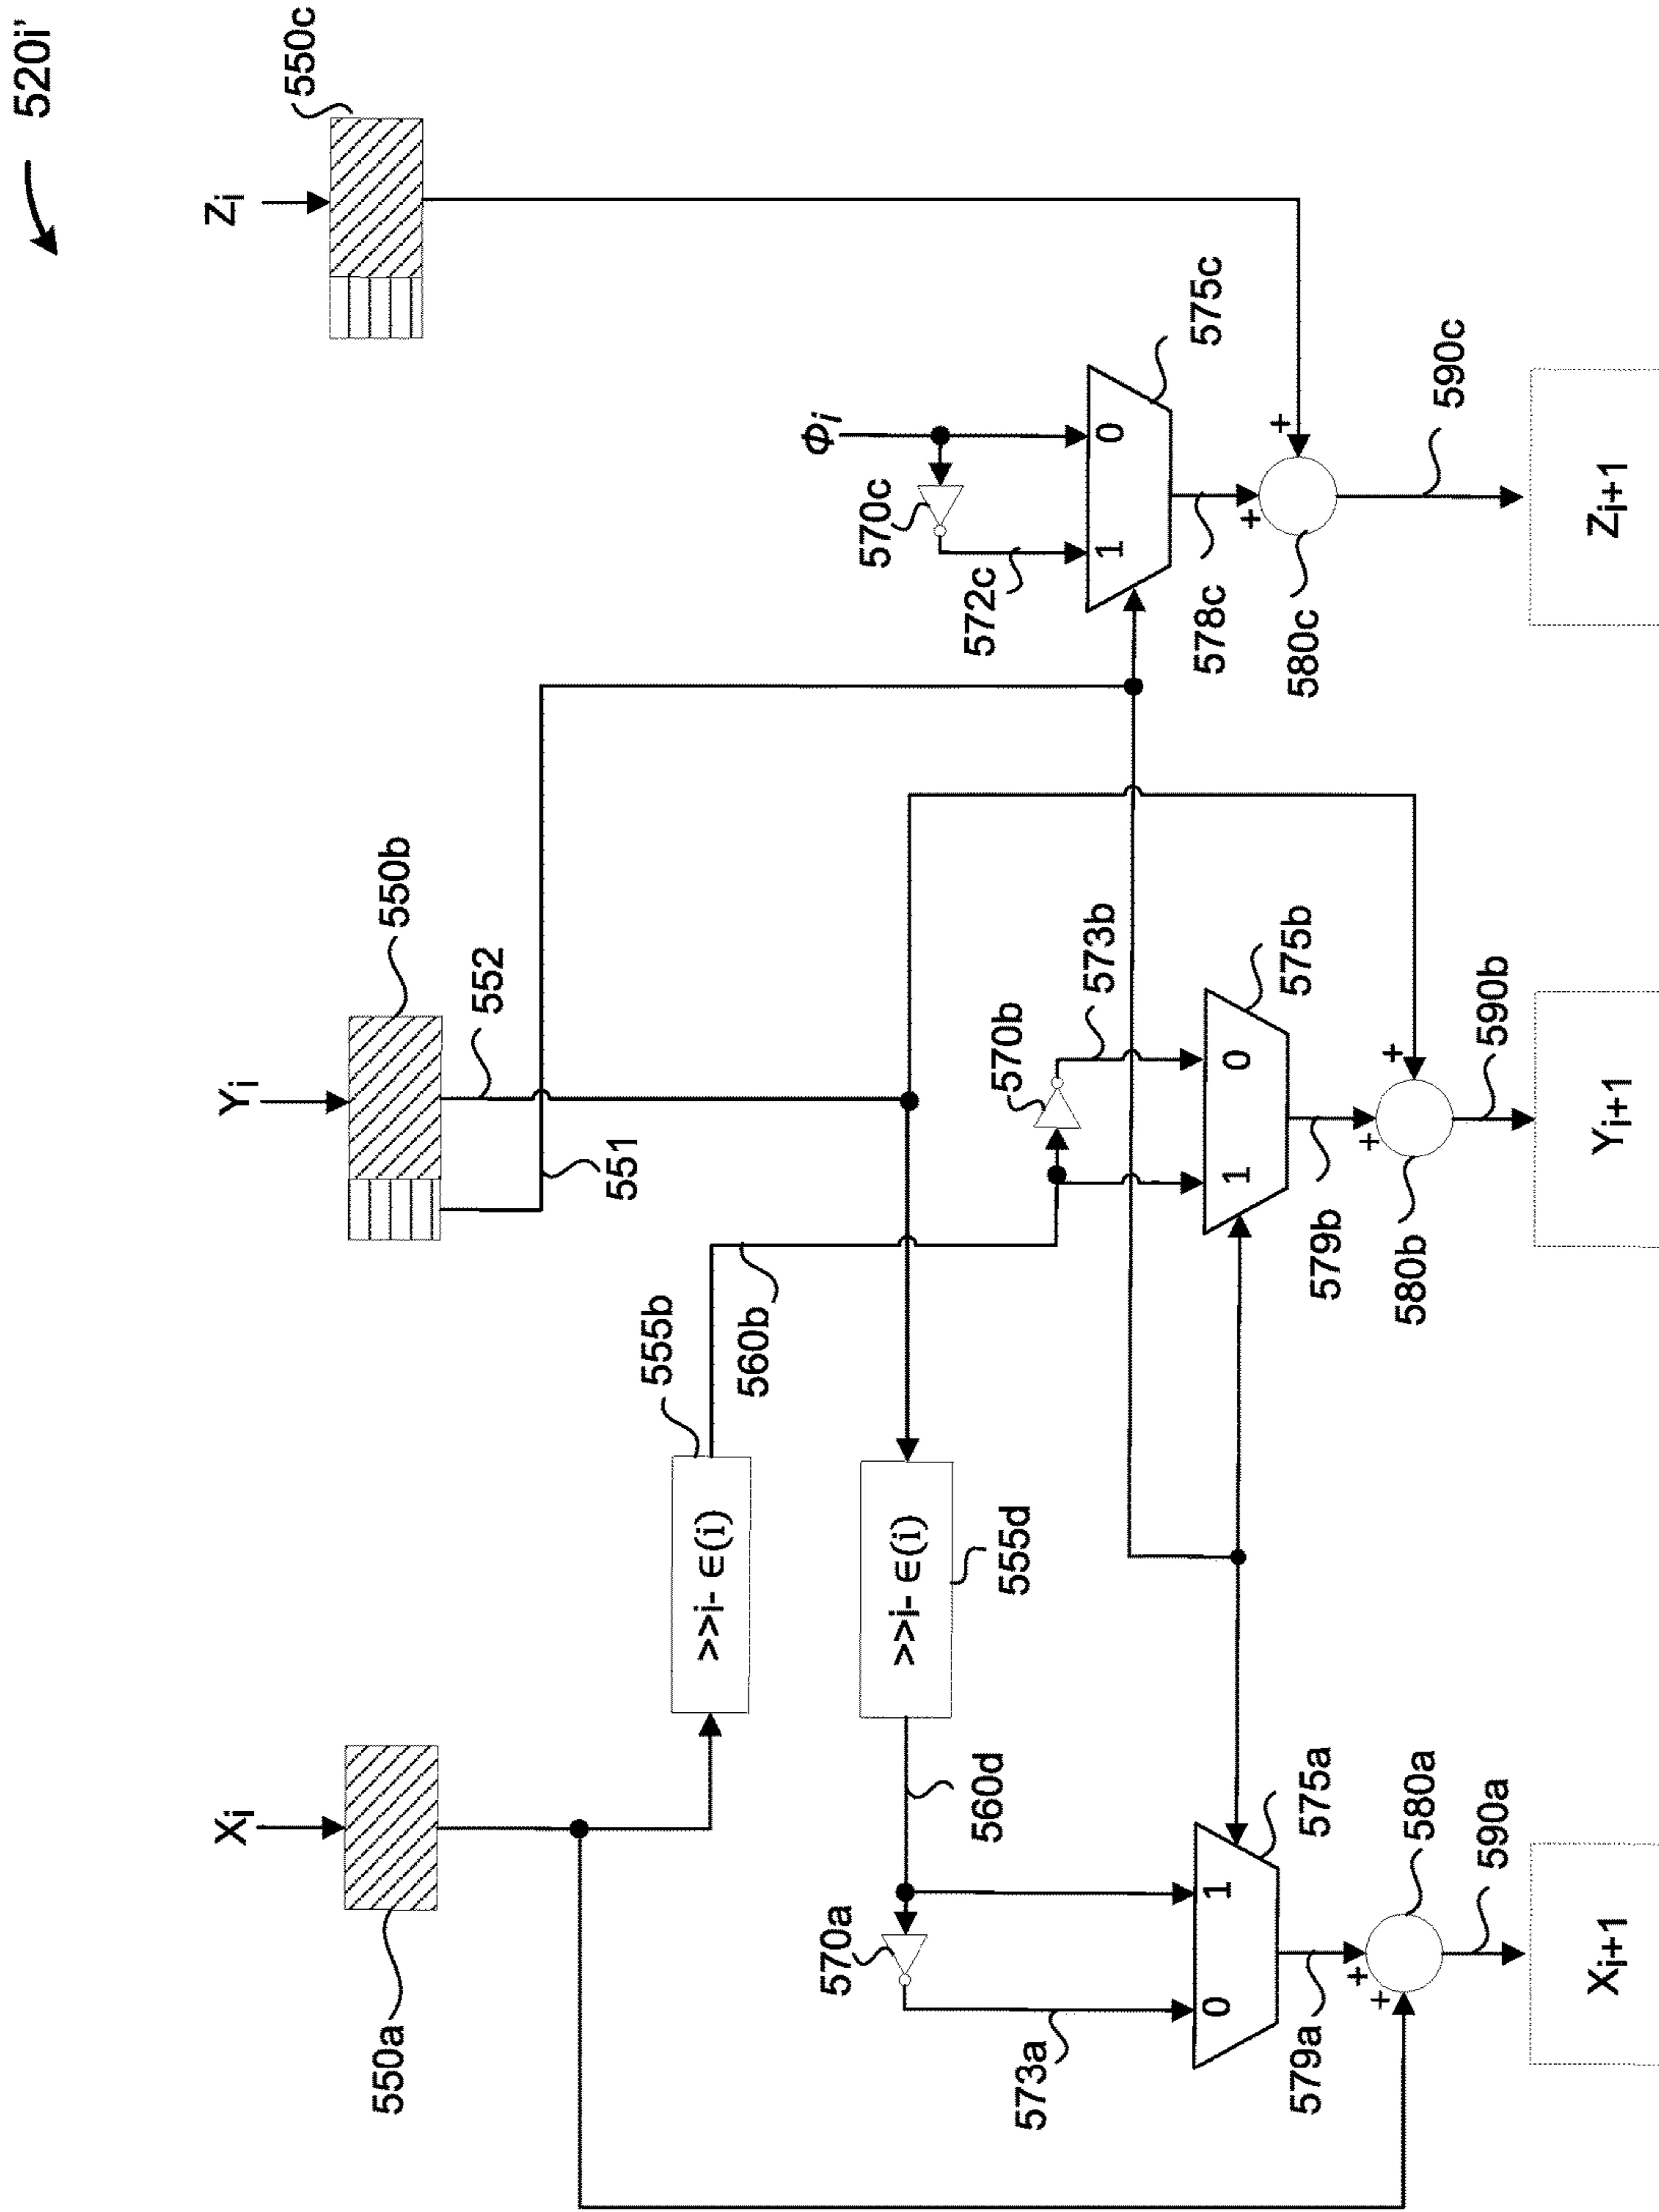 520i'
Xi
Yi
Zi
550a
550b
550c
552
551
555b
>>i- ∈(i)
560b
>>i- ∈(i)
555d
560d
ϕi
570a
570b
570c
573a
573b
572c
0
1
1
0
1
0
575a
575b
575c
579a
579b
578c
+
+
+
+
+
+
580a
580b
580c
590a
590b
590c
Xi+1
Yi+1
Zi+1